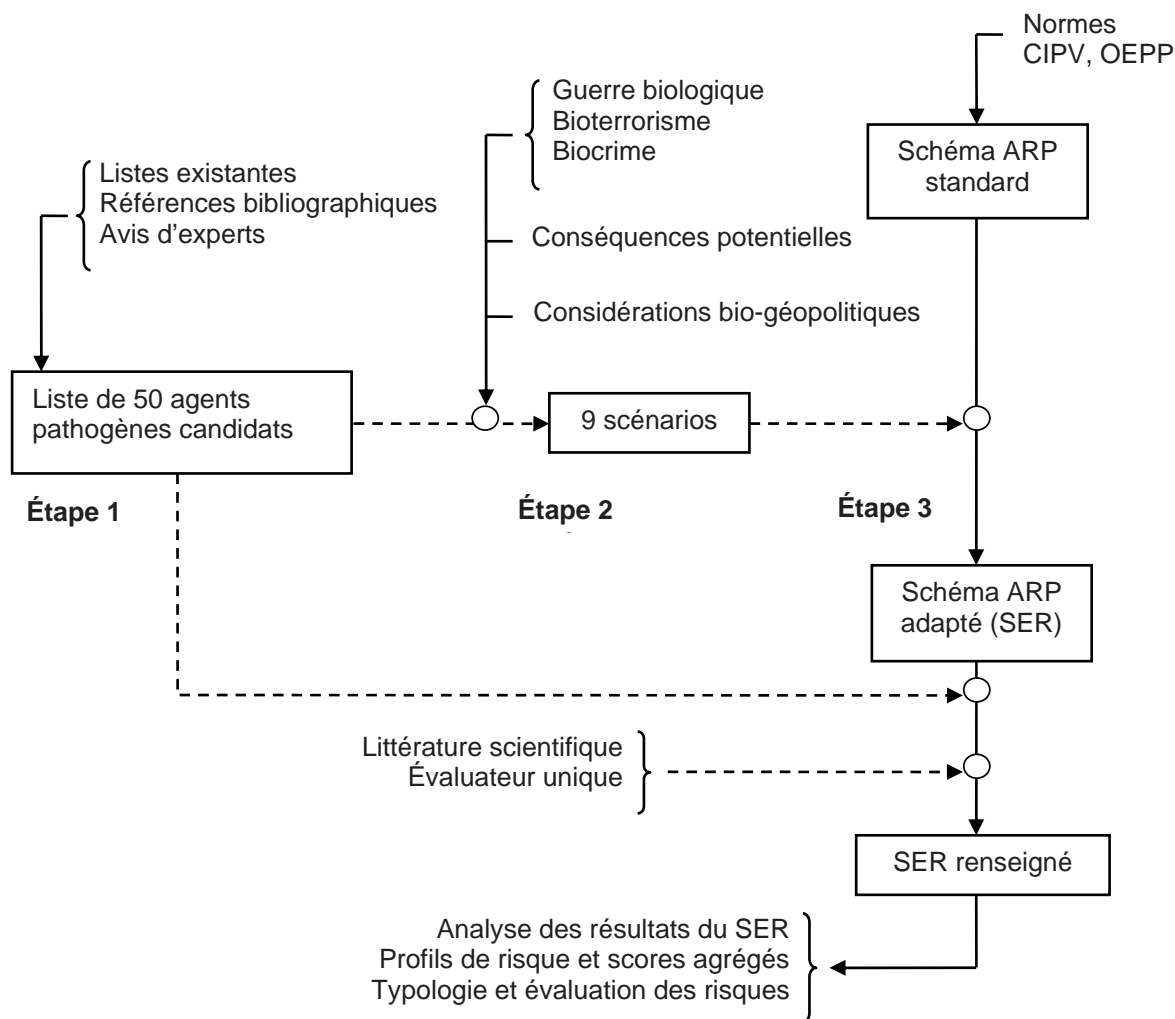 Normes
CIPV, OEPP
Guerre biologique
Bioterrorisme
Biocrime
Schéma ARP
standard
Listes existantes
Références bibliographiques
Avis d'experts
Conséquences potentielles
Considérations bio-géopolitiques
Liste de 50 agents
pathogènes candidats
9 scénarios
Étape 1
Étape 2
Étape 3
Schéma ARP
adapté (SER)
Littérature scientifique
Évaluateur unique
SER renseigné
Analyse des résultats du SER
Profils de risque et scores agrégés
Typologie et évaluation des risques